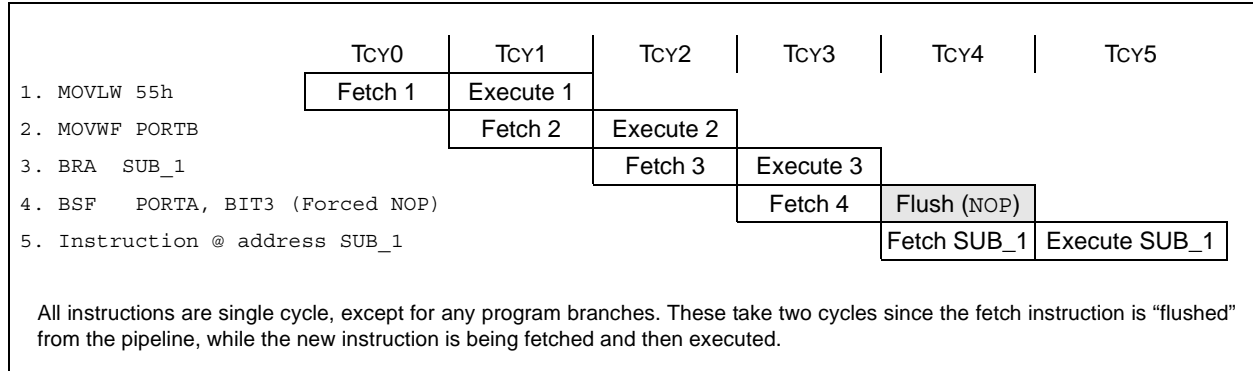 TCY0 TCY1 TCY2 TCY3 TCY4 TCY5
1. MOVLW 55h Fetch 1 Execute 1
2. MOVWF PORTB Fetch 2 Execute 2
3. BRA SUB_1 Fetch 3 Execute 3
4. BSF PORTA, BIT3 (Forced NOP) Fetch 4 Flush (NOP)
5. Instruction @ address SUB_1 Fetch SUB_1 Execute SUB_1
All instructions are single cycle, except for any program branches. These take two cycles since the fetch instruction is “flushed”
from the pipeline, while the new instruction is being fetched and then executed.